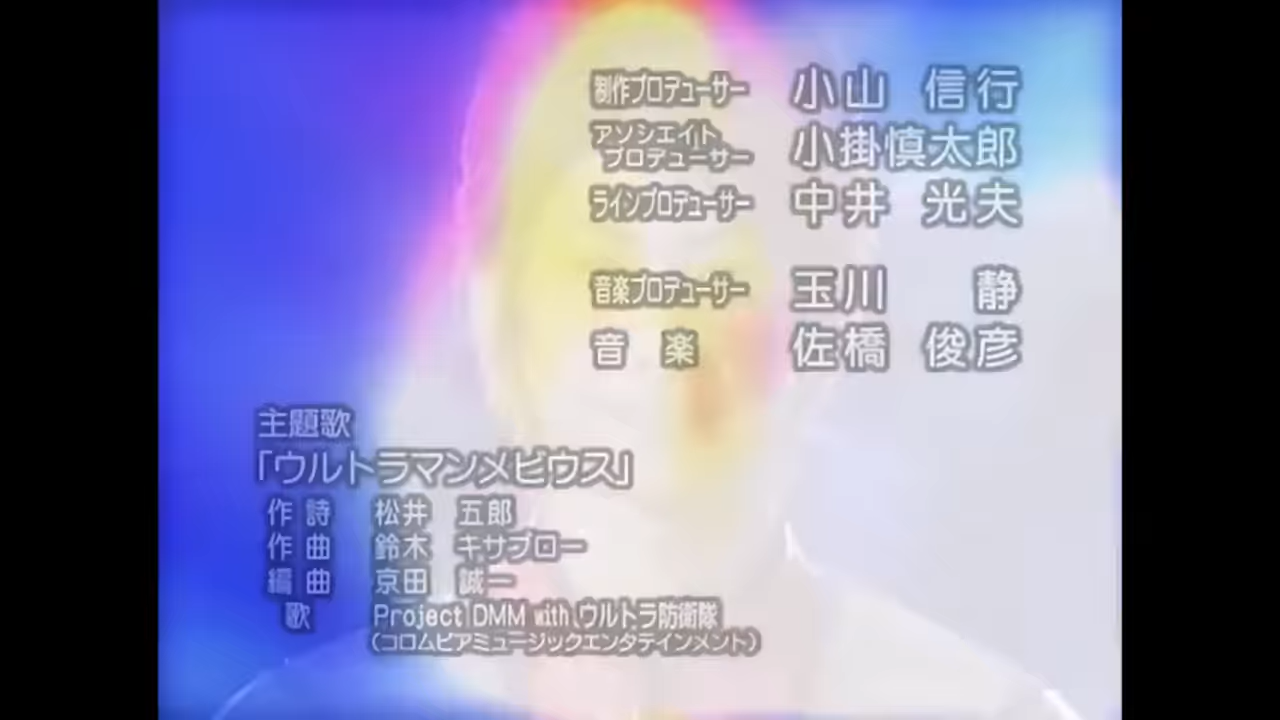 制作プロデューサー 小山 信行
アソシエイト
プロデューサー 小掛慎太郎
ラインプロデューサー 中井 光夫
音楽プロデューサー 玉川 静
音 楽 佐橋 俊彦
主題歌
「ウルトラマンメビウス」
作 詩 松井 五郎
作 曲 鈴木 キサブロー
編 曲 京田 誠一
歌 Project DMM with ウルトラ防衛隊
(コロムビアミュージックエンタテインメント)